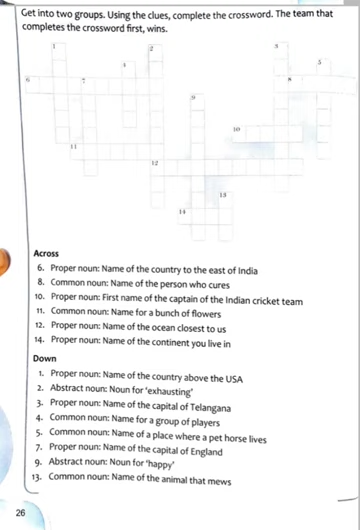 Get into two groups. Using the clues, complete the crossword. The team that
completes the crossword first, wins.
1
2
3
4
5
6
7
8
9
10
11
12
13
14
Across
6. Proper noun: Name of the country to the east of India
8. Common noun: Name of the person who cures
10. Proper noun: First name of the captain of the Indian cricket team
11. Common noun: Name for a bunch of flowers
12. Proper noun: Name of the ocean closest to us
14. Proper noun: Name of the continent you live in
Down
1. Proper noun: Name of the country above the USA
2. Abstract noun: Noun for 'exhausting'
3. Proper noun: Name of the capital of Telangana
4. Common noun: Name for a group of players
5. Common noun: Name of a place where a pet horse lives
7. Proper noun: Name of the capital of England
9. Abstract noun: Noun for 'happy'
13. Common noun: Name of the animal that mews
26